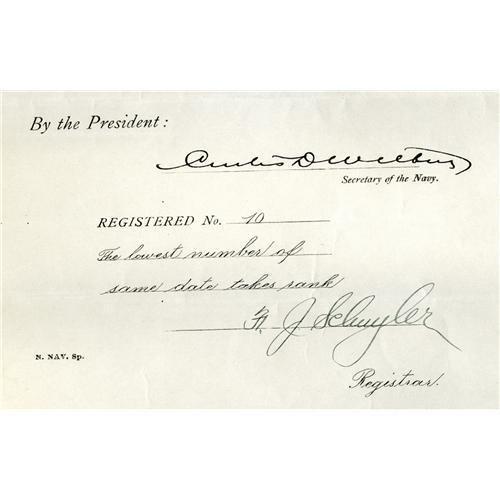 By the President:
Curtis D Wilbur
Secretary of the Navy.
REGISTERED No. 10
The lowest number of
same date takes rank
J Schuyler
N. NAV. Sp.
Registrar.